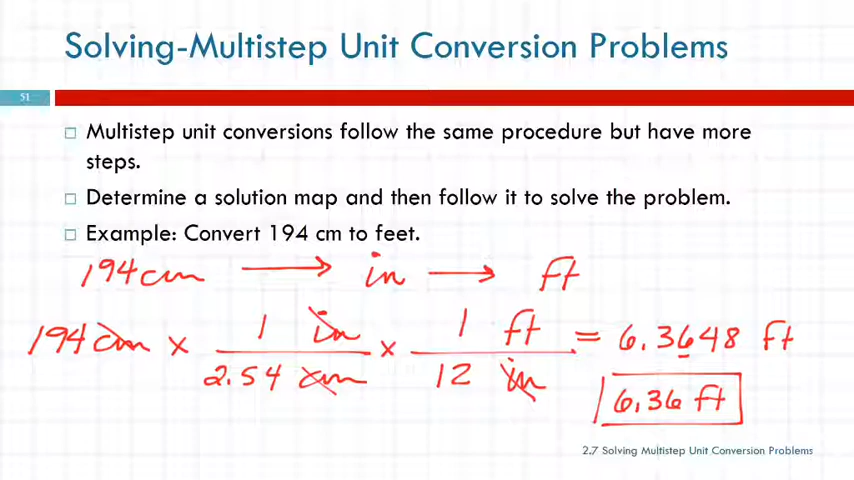 Solving-Multistep Unit Conversion Problems
51
□ Multistep unit conversions follow the same procedure but have more
steps.
□ Determine a solution map and then follow it to solve the problem.
□ Example: Convert 194 cm to feet.
194 cm → in → ft
194 cm × 1 in / 2.54 cm × 1 ft / 12 in = 6.3648 ft
6.36 ft
2.7 Solving Multistep Unit Conversion Problems